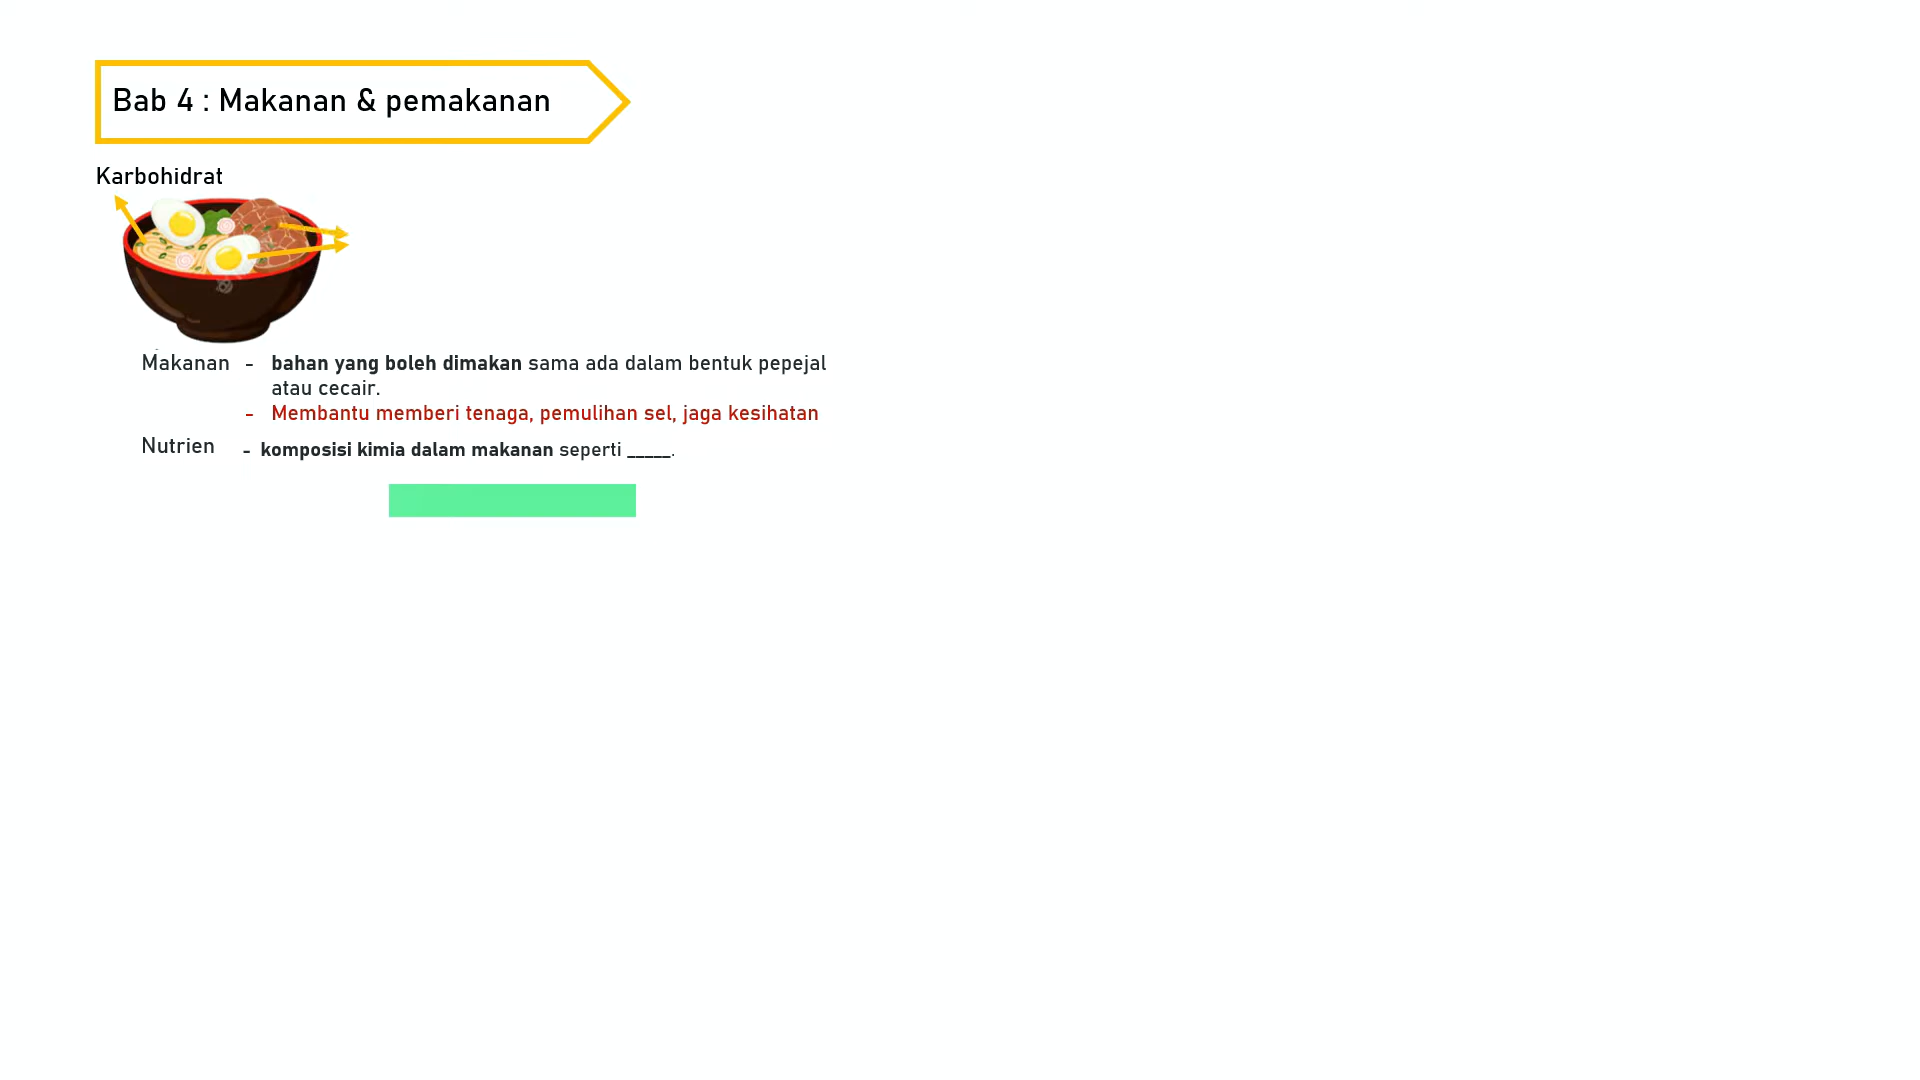 Bab 4 : Makanan & pemakanan
Karbohidrat
Makanan - bahan yang boleh dimakan sama ada dalam bentuk pepejal
atau cecair.
- Membantu memberi tenaga, pemulihan sel, jaga kesihatan
Nutrien - komposisi kimia dalam makanan seperti _____.